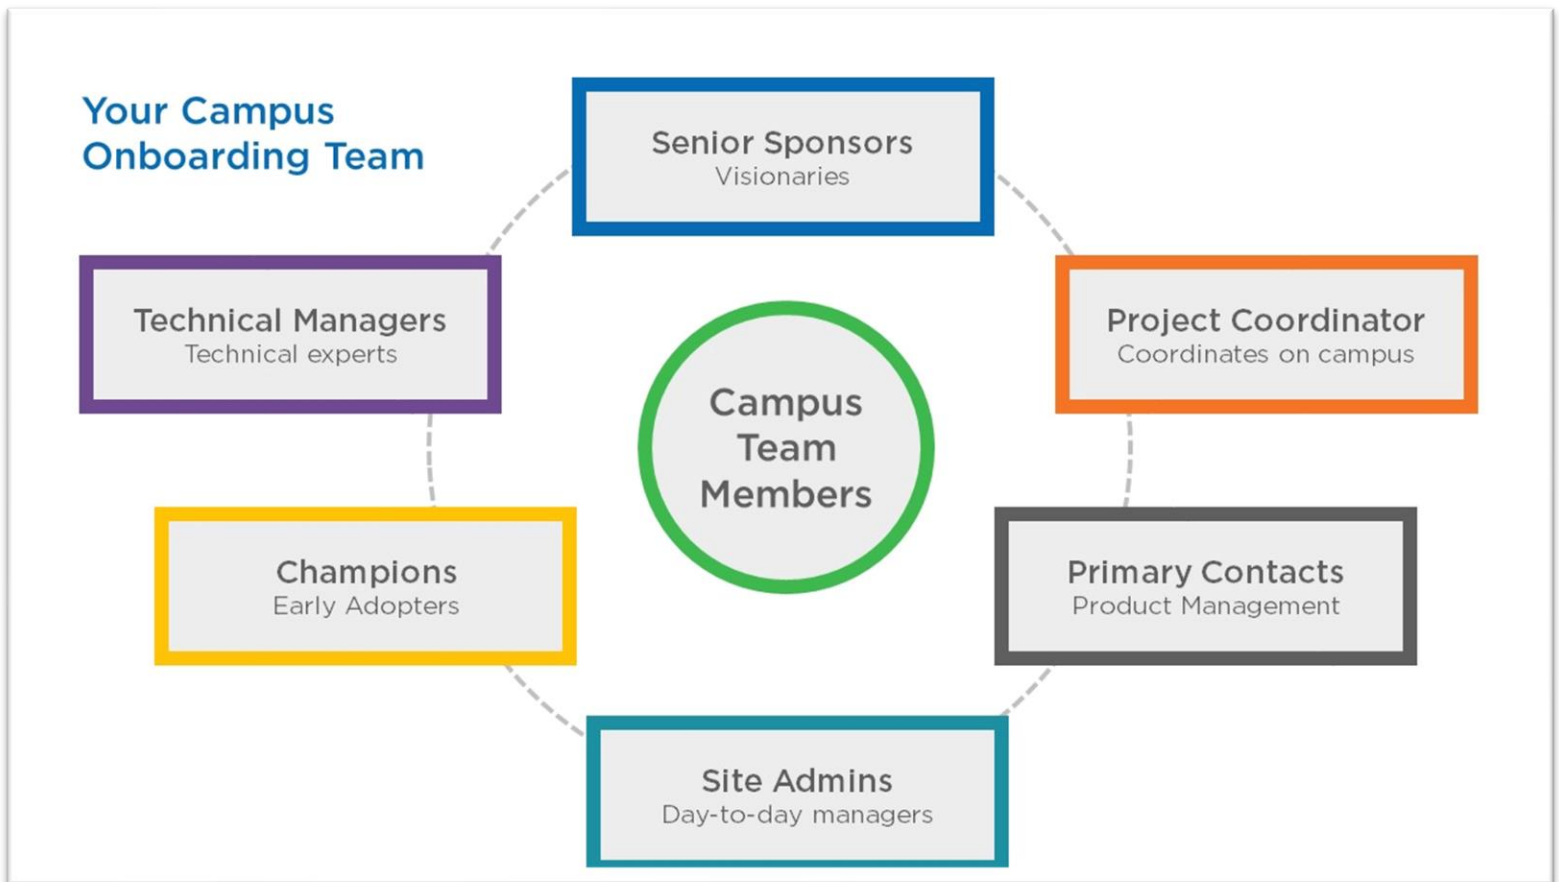 Your Campus
Onboarding Team
Senior Sponsors
Visionaries
Technical Managers
Technical experts
Project Coordinator
Coordinates on campus
Campus
Team
Members
Champions
Early Adopters
Primary Contacts
Product Management
Site Admins
Day-to-day managers